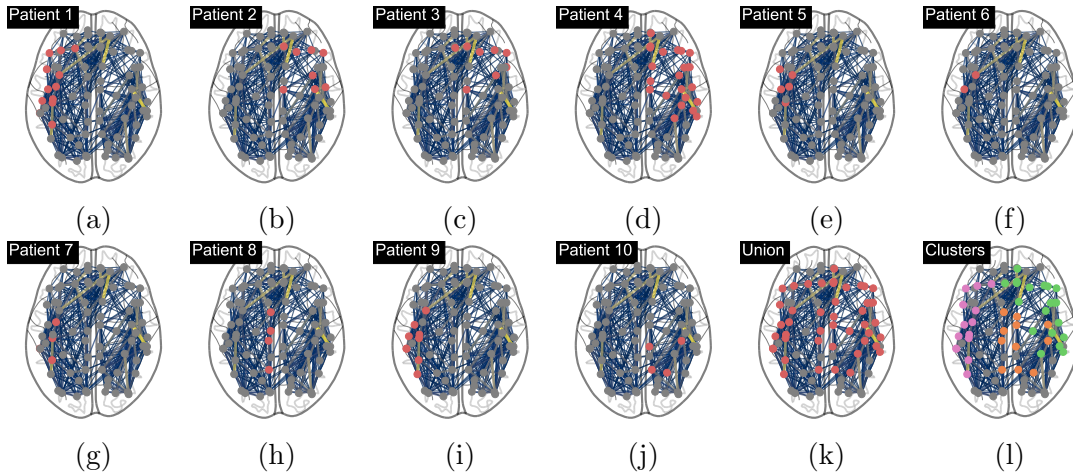 Patient 1 Patient 2 Patient 3 Patient 4 Patient 5 Patient 6
(a) (b) (c) (d) (e) (f)
Patient 7 Patient 8 Patient 9 Patient 10 Union Clusters
(g) (h) (i) (j) (k) (l)